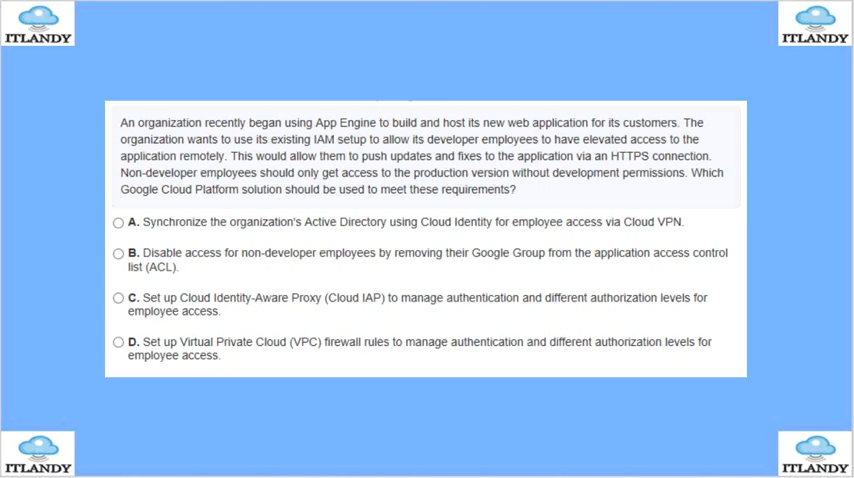 ITLANDY
ITLANDY
An organization recently began using App Engine to build and host its new web application for its customers. The
organization wants to use its existing IAM setup to allow its developer employees to have elevated access to the
application remotely. This would allow them to push updates and fixes to the application via an HTTPS connection.
Non-developer employees should only get access to the production version without development permissions. Which
Google Cloud Platform solution should be used to meet these requirements?
A. Synchronize the organization's Active Directory using Cloud Identity for employee access via Cloud VPN.
B. Disable access for non-developer employees by removing their Google Group from the application access control
list (ACL).
C. Set up Cloud Identity-Aware Proxy (Cloud IAP) to manage authentication and different authorization levels for
employee access.
D. Set up Virtual Private Cloud (VPC) firewall rules to manage authentication and different authorization levels for
employee access.
ITLANDY
ITLANDY